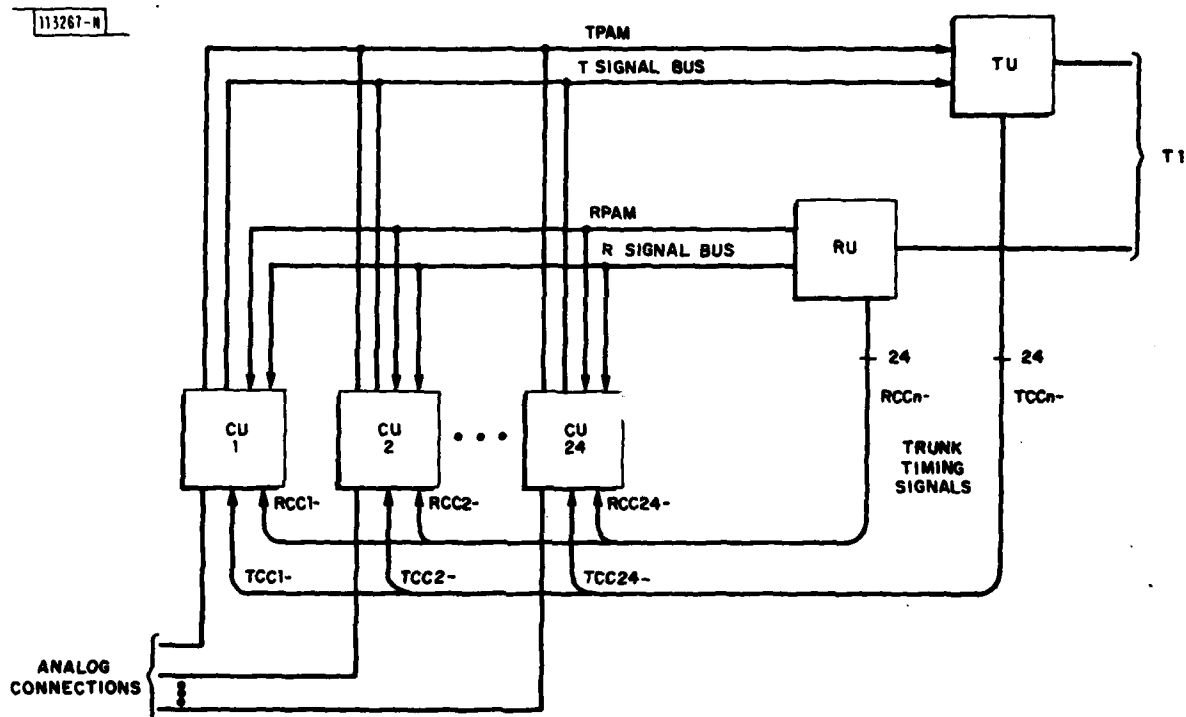 113267-N
TPAM
T SIGNAL BUS
TU
T1
RPAM
R SIGNAL BUS
RU
24
24
RCCn-
TCCn-
TRUNK
TIMING
SIGNALS
CU
1
CU
2
CU
24
RCC1-
RCC2-
RCC24-
TCC1-
TCC2-
TCC24-
ANALOG
CONNECTIONS